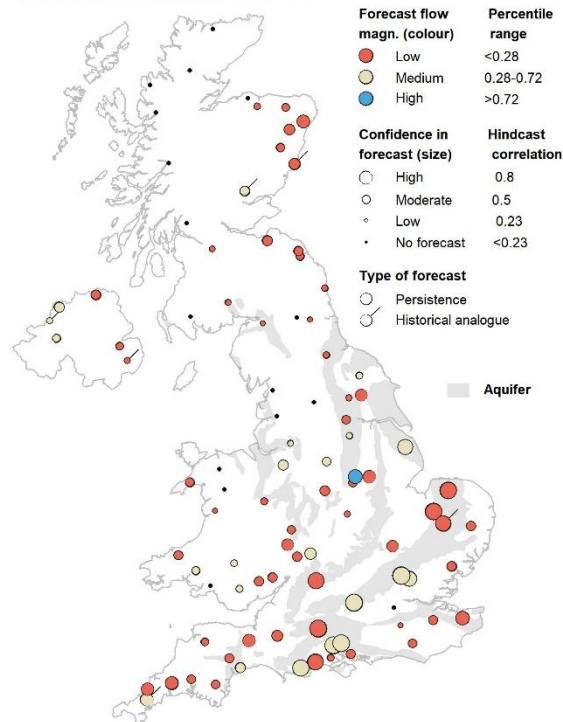 Forecast flow Percentile
magn. (colour) range
Low <0.28
Medium 0.28-0.72
High >0.72
Confidence in Hindcast
forecast (size) correlation
High 0.8
Moderate 0.5
Low 0.23
No forecast <0.23
Type of forecast
Persistence
Historical analogue
Aquifer